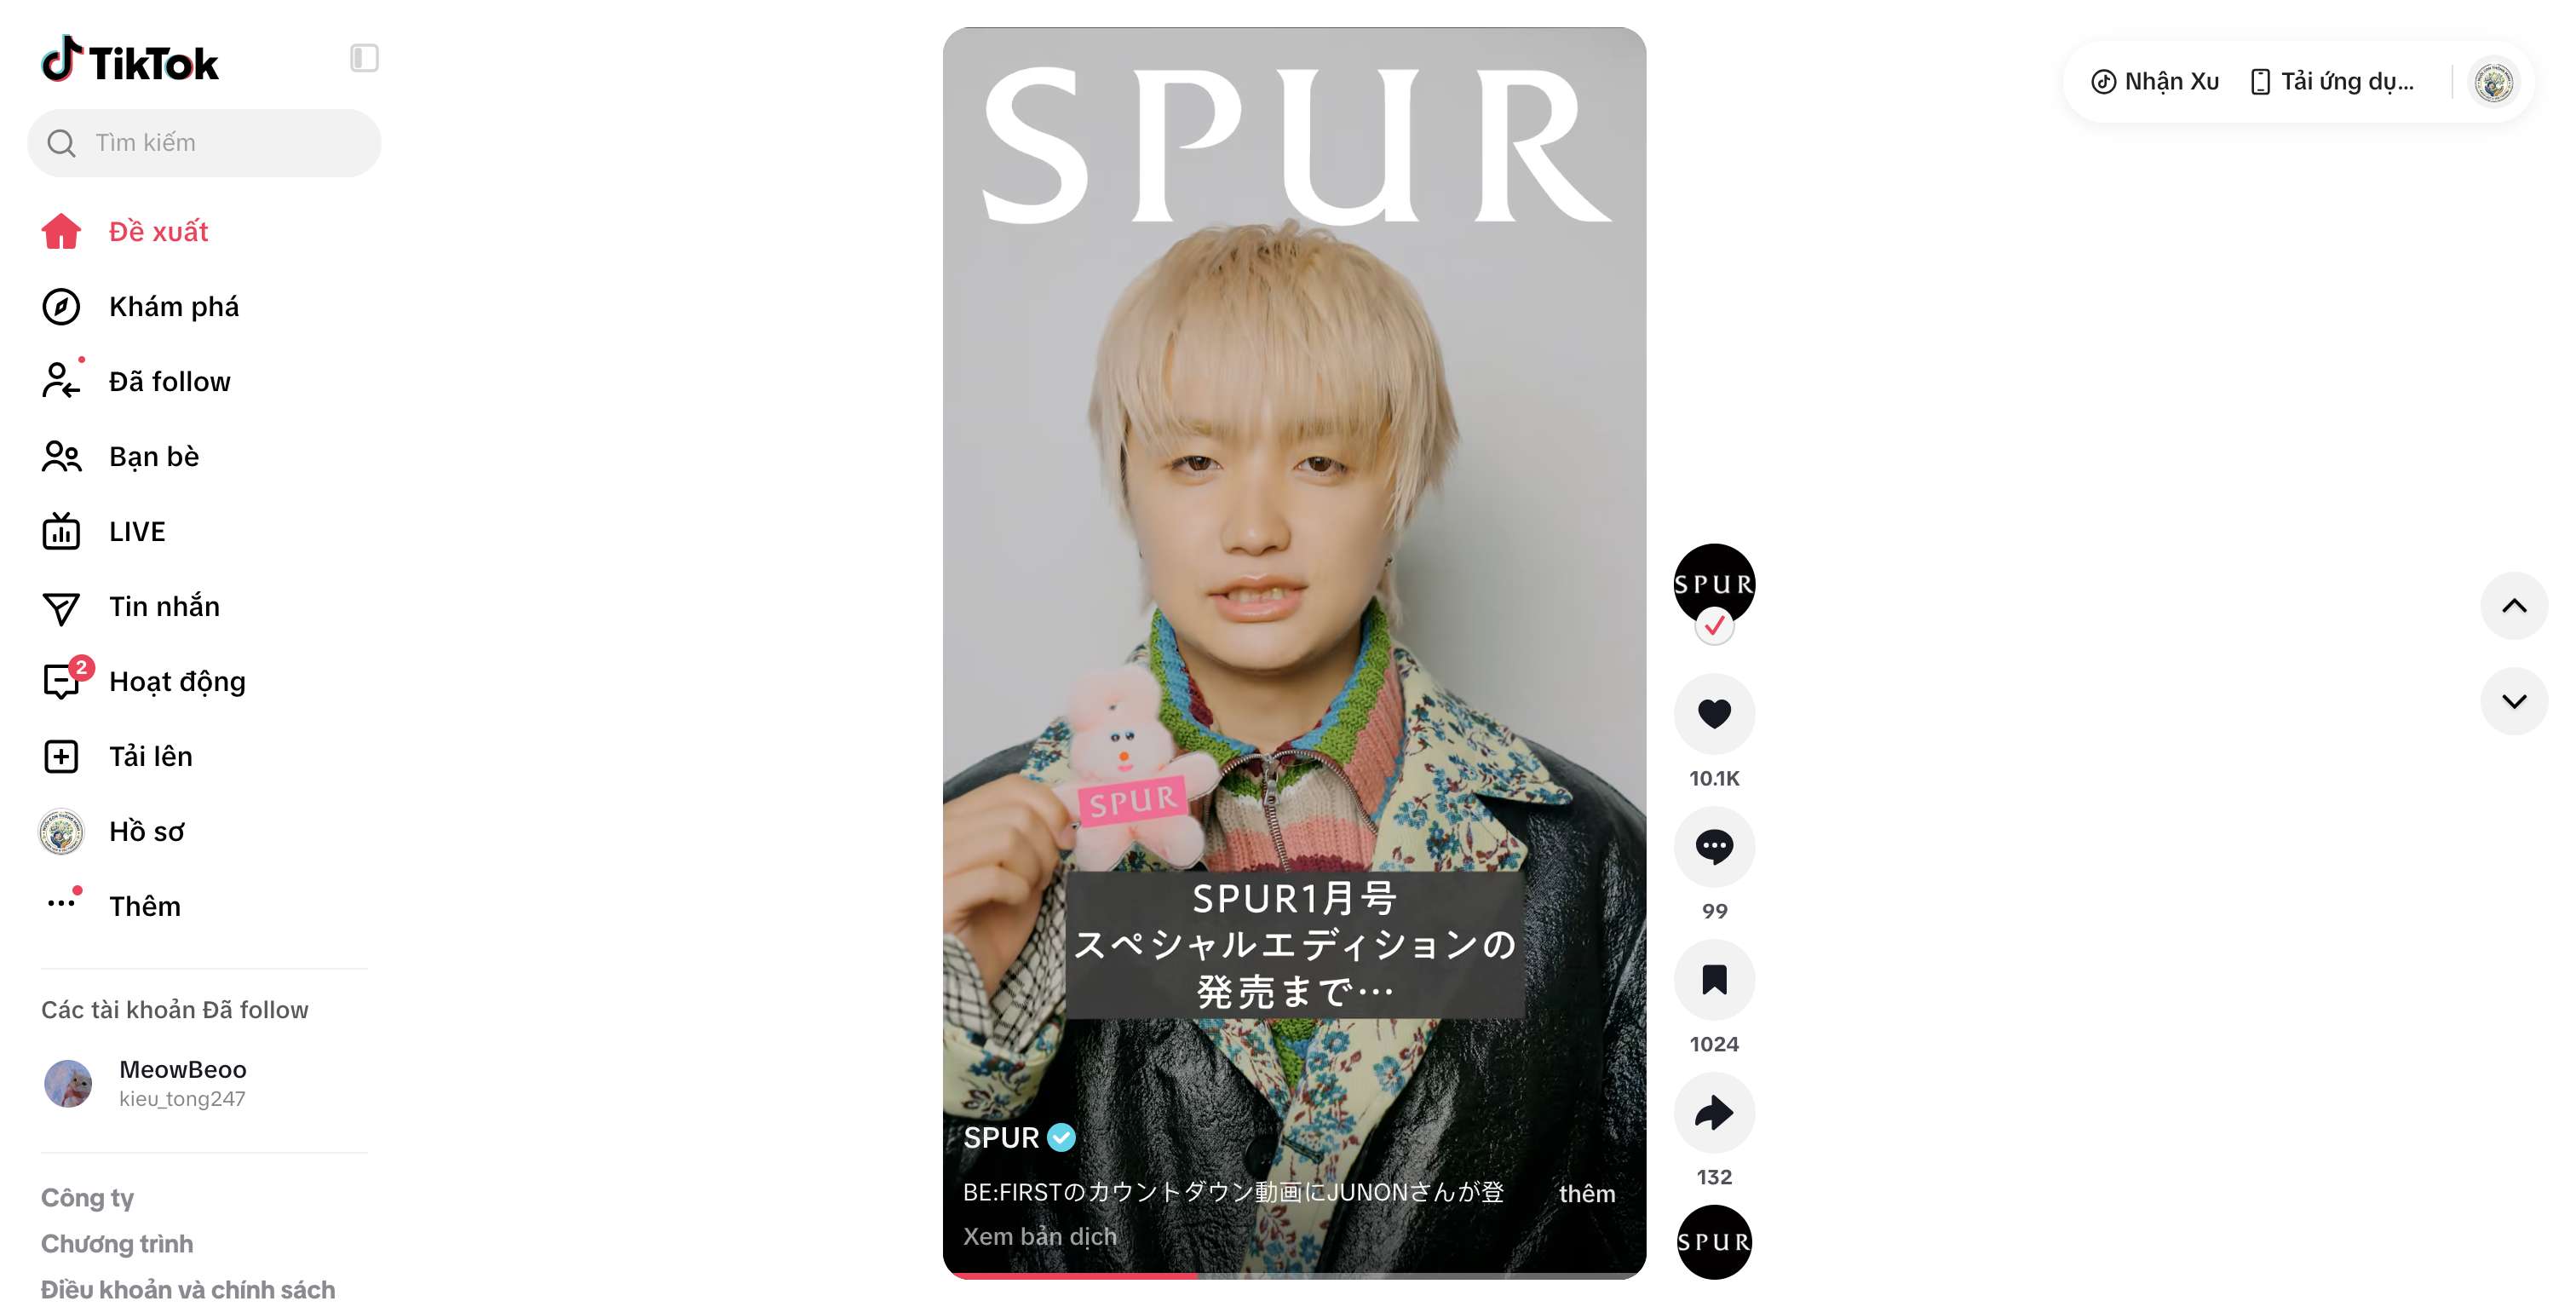 TikTok
Tìm kiếm
Đề xuất
Khám phá
Đã follow
Bạn bè
LIVE
Tin nhắn
2
Hoạt động
Tải lên
Hồ sơ
Thêm
Các tài khoản Đã follow
MeowBeoo
kieu_tong247
Công ty
Chương trình
Điều khoản và chính sách
SPUR
SPUR
SPUR1月号
スペシャルエディションの
発売まで…
SPUR
BE:FIRSTのカウントダウン動画にJUNONさんが登 thêm
Xem bản dịch
SPUR
10.1K
99
1024
132
SPUR
Nhận Xu
Tải ứng dụ...